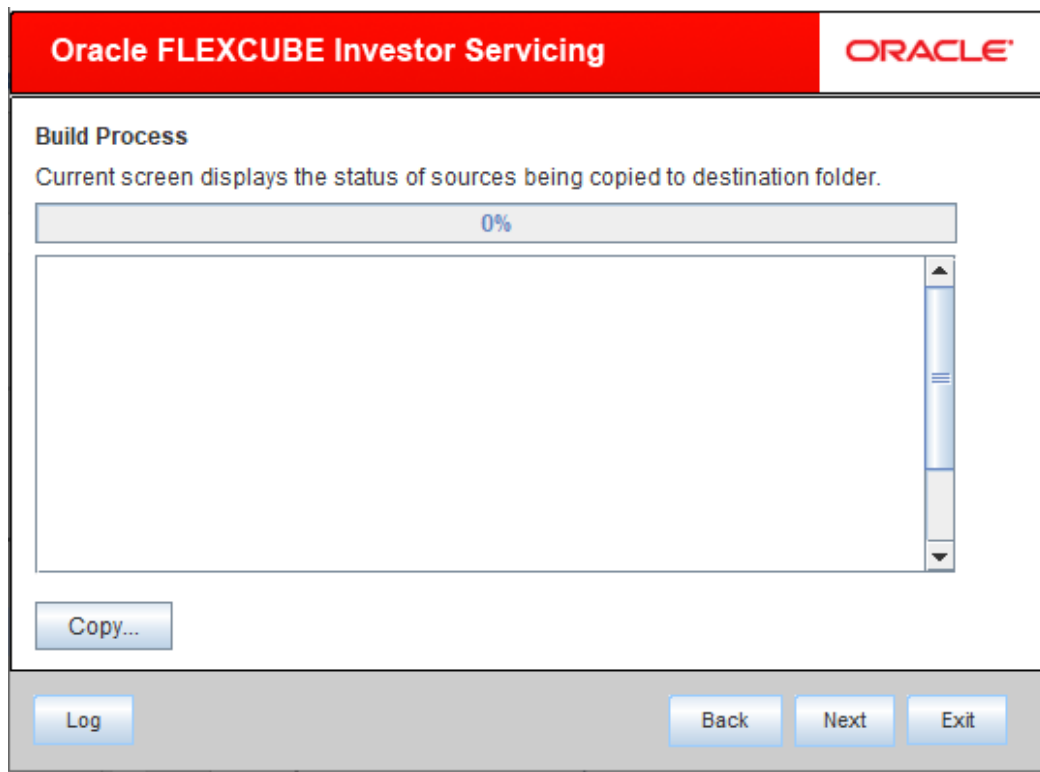 Oracle FLEXCUBE Investor Servicing
ORACLE
Build Process
Current screen displays the status of sources being copied to destination folder.
0%
Copy...
Log
Back
Next
Exit